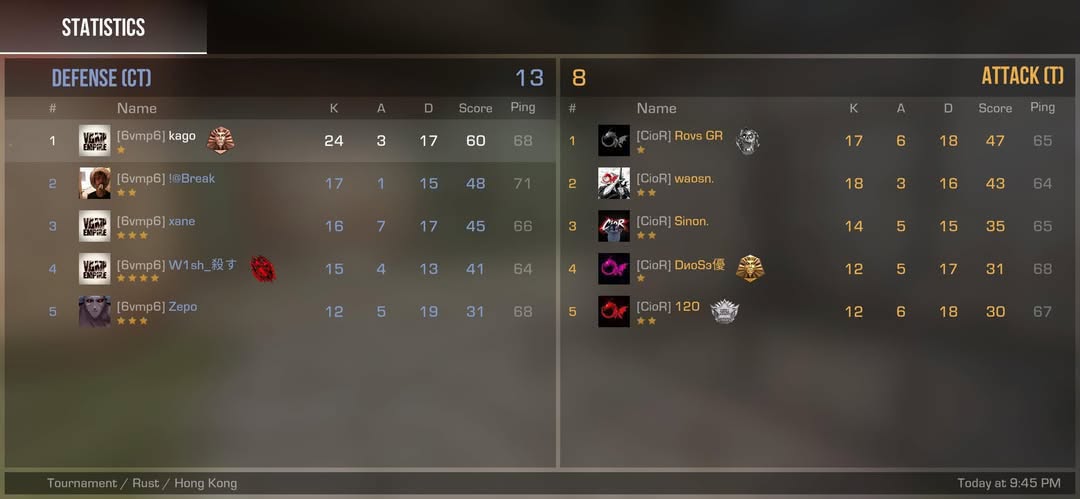 STATISTICS
DEFENSE (CT) 13
# Name K A D Score Ping
1 [6vmp6] kago 24 3 17 60 68
2 [6vmp6] !@Break 17 1 15 48 71
3 [6vmp6] xane 16 7 17 45 66
4 [6vmp6] W1sh_殺す 15 4 13 41 64
5 [6vmp6] Zepo 12 5 19 31 68
8 ATTACK (T)
# Name K A D Score Ping
1 [CioR] Rovs GR 17 6 18 47 65
2 [CioR] waosn. 18 3 16 43 64
3 [CioR] Sinon. 14 5 15 35 65
4 [CioR] DиoSэ優 12 5 17 31 68
5 [CioR] 120 12 6 18 30 67
Tournament / Rust / Hong Kong
Today at 9:45 PM